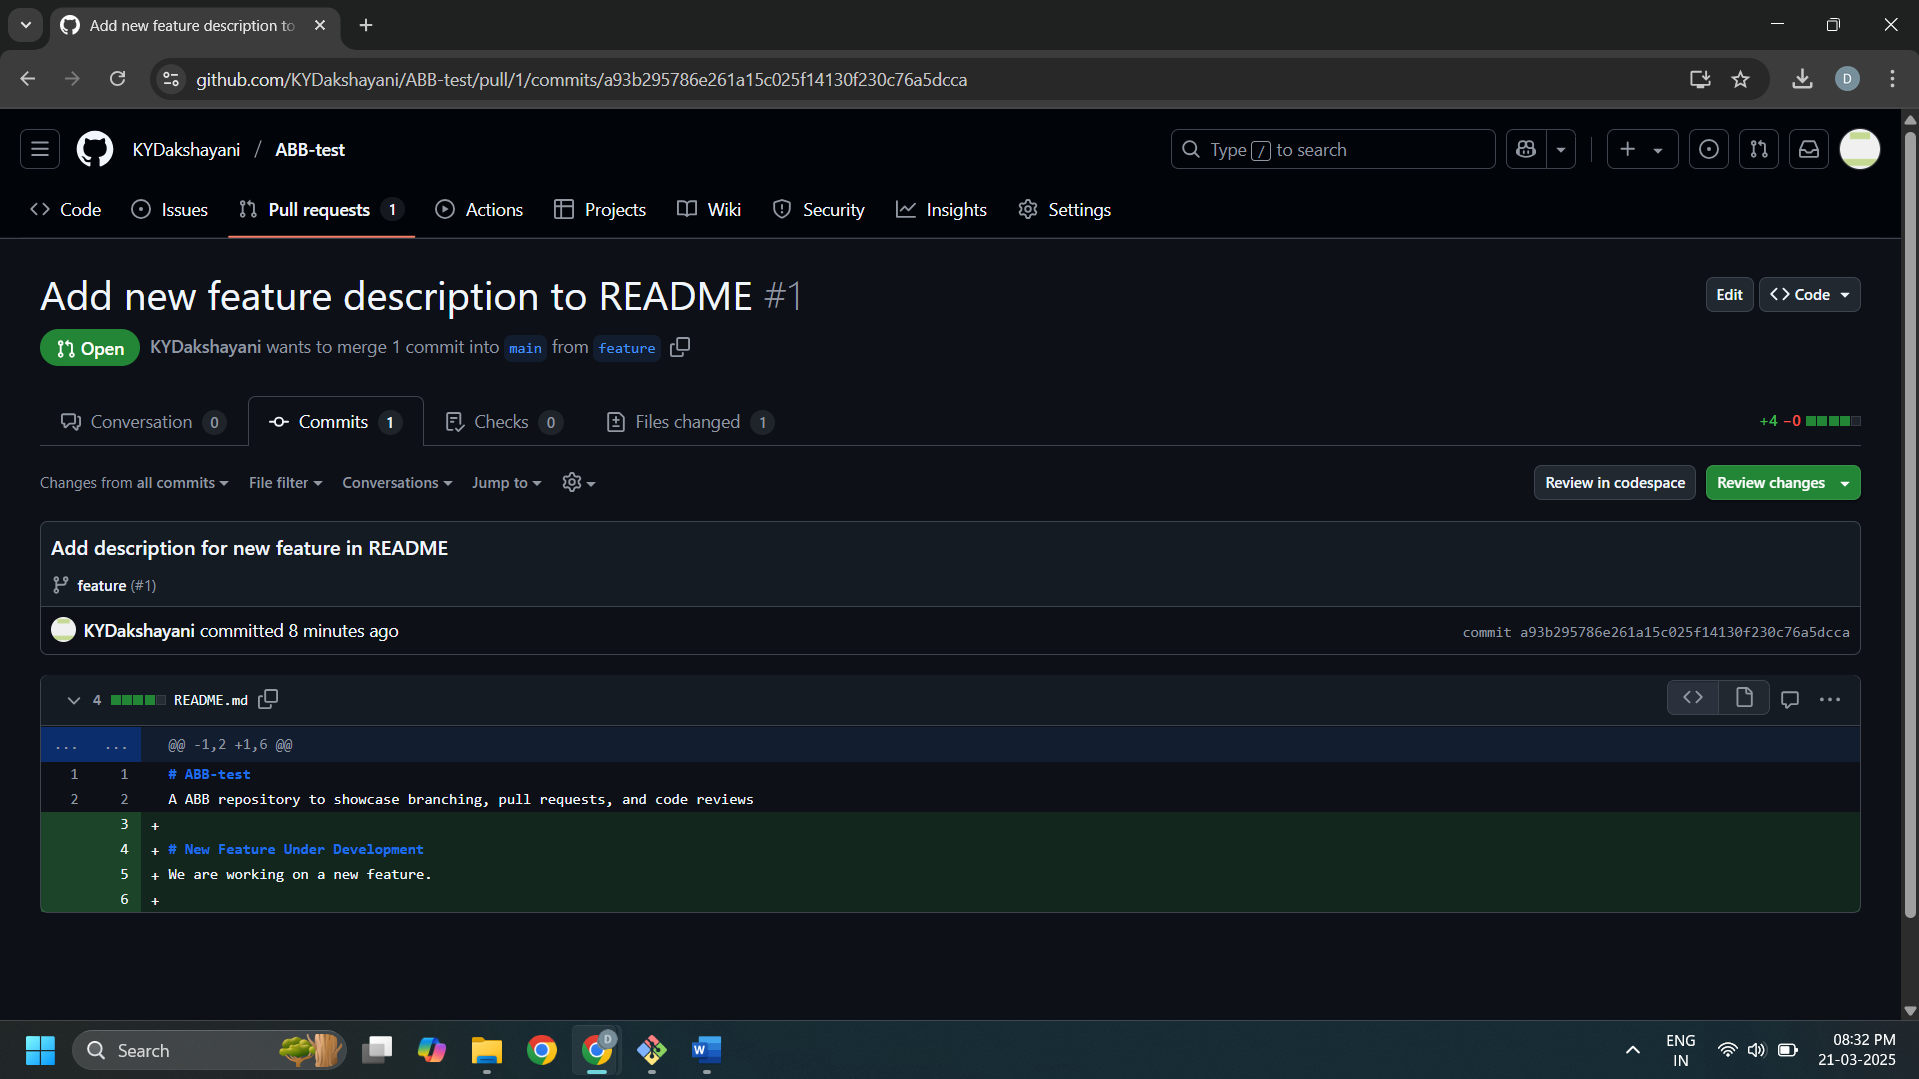 Add new feature description to
github.com/KYDakshayani/ABB-test/pull/1/commits/a93b295786e261a15c025f14130f230c76a5dcca
D
KYDakshayani / ABB-test
Type / to search
Code Issues Pull requests 1 Actions Projects Wiki Security Insights Settings
Add new feature description to README #1
Edit <> Code
Open KYDakshayani wants to merge 1 commit into main from feature
Conversation 0 Commits 1 Checks 0 Files changed 1
+4 −0
Changes from all commits File filter Conversations Jump to
Review in codespace Review changes
Add description for new feature in README
feature (#1)
KYDakshayani committed 8 minutes ago
commit a93b295786e261a15c025f14130f230c76a5dcca
4 README.md
... ... @@ -1,2 +1,6 @@
1 1 # ABB-test
2 2 A ABB repository to showcase branching, pull requests, and code reviews
3 +
4 + # New Feature Under Development
5 + We are working on a new feature.
6 +
Search
D
W
ENG
IN
08:32 PM
21-03-2025